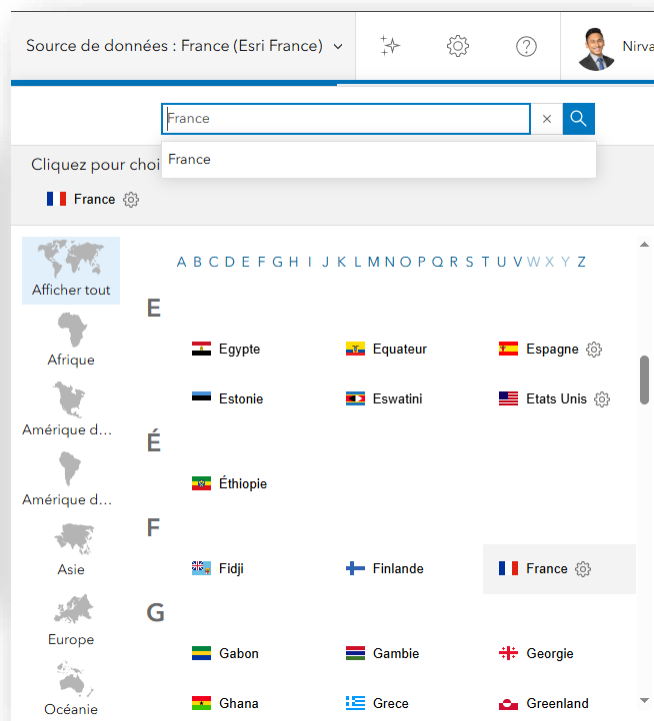 Source de données : France (Esri France)
Nirva
France
France
Cliquez pour choi
France
A B C D E F G H I J K L M N O P Q R S T U V W X Y Z
Afficher tout
Afrique
Amérique d...
Amérique d...
Asie
Europe
Océanie
E
Egypte Equateur Espagne
Estonie Eswatini Etats Unis
É
Éthiopie
F
Fidji Finlande France
G
Gabon Gambie Georgie
Ghana Grece Greenland